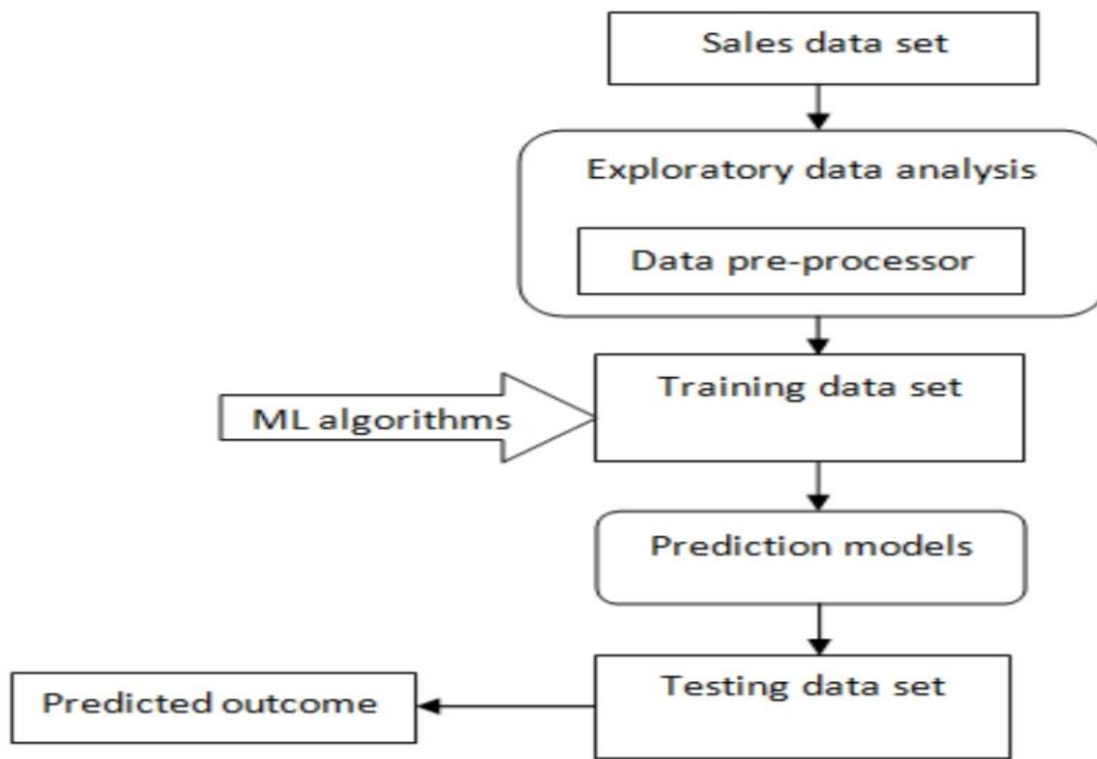 Sales data set
Exploratory data analysis
Data pre-processor
Training data set
ML algorithms
Prediction models
Testing data set
Predicted outcome